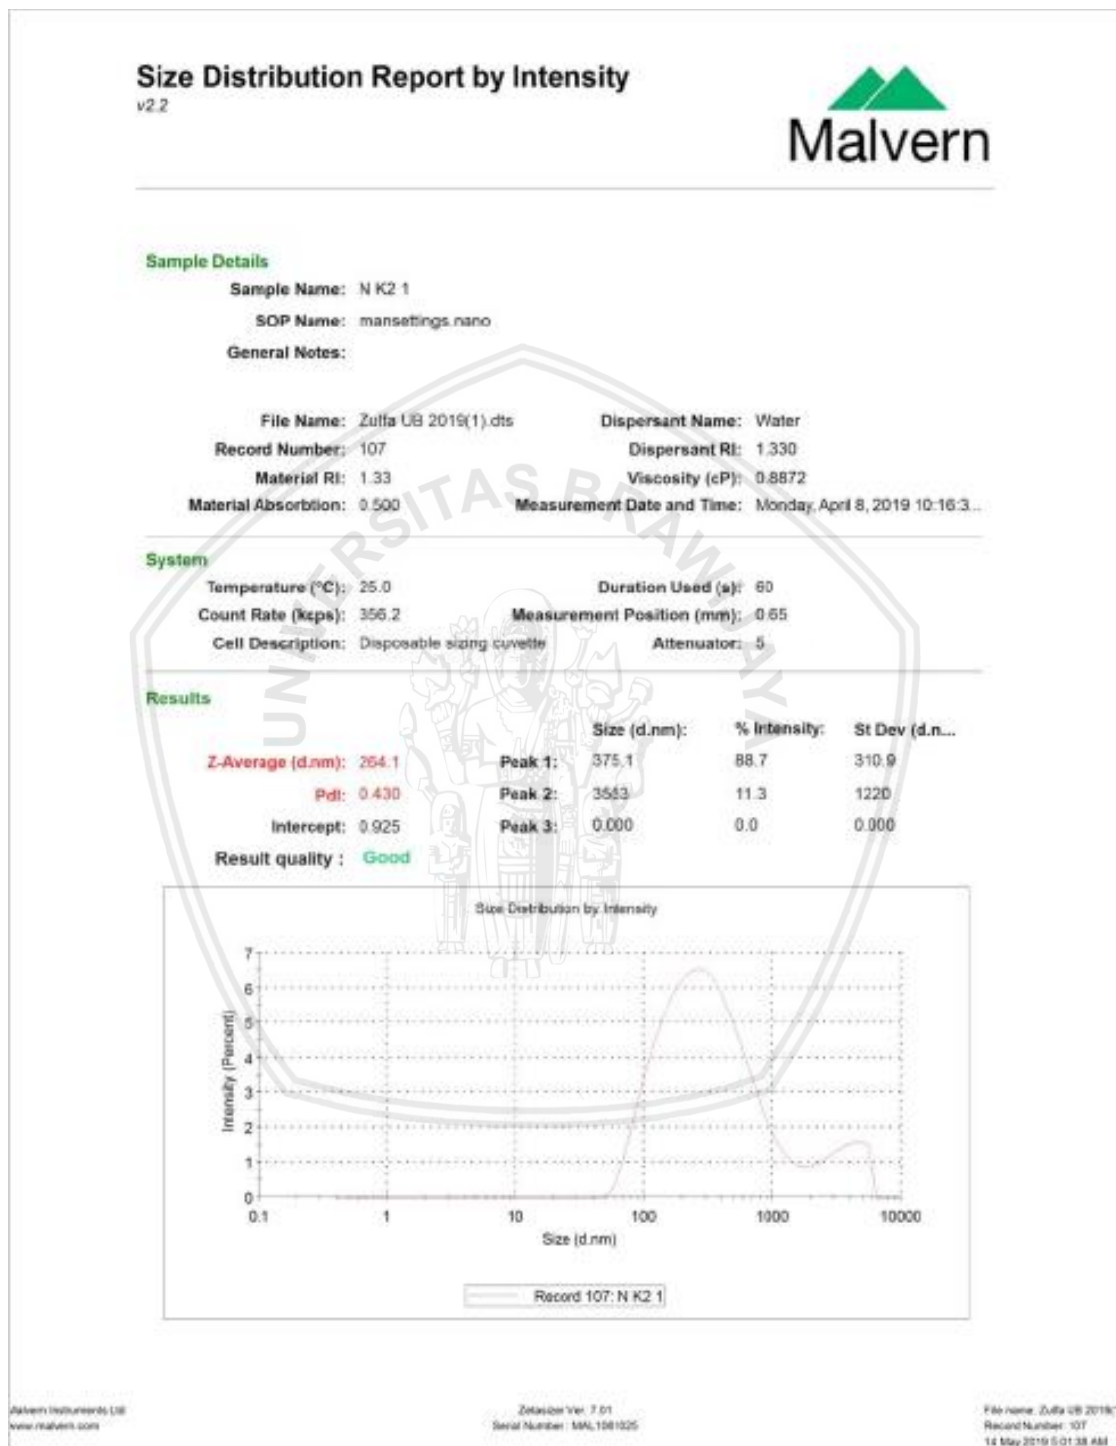 Size Distribution Report by Intensity
v2.2
Malvern
Sample Details
Sample Name: N K2 1
SOP Name: mansettings.nano
General Notes:
File Name: Zulfa UB 2019(1).dts Dispersant Name: Water
Record Number: 107 Dispersant RI: 1.330
Material RI: 1.33 Viscosity (cP): 0.8872
Material Absorbtion: 0.500 Measurement Date and Time: Monday, April 8, 2019 10:16:3...
System
Temperature (°C): 25.0 Duration Used (s): 60
Count Rate (kcps): 356.2 Measurement Position (mm): 0.65
Cell Description: Disposable sizing cuvette Attenuator: 5
Results
Size (d.nm): % Intensity: St Dev (d.n...
Z-Average (d.nm): 264.1 Peak 1: 375.1 88.7 310.9
PdI: 0.430 Peak 2: 11.3 1220
Intercept: 0.925 Peak 3: 0.000 0.0 0.000
Result quality : Good
Size Distribution by Intensity
Intensity (Percent)
7
6
5
4
3
2
1
0
0.1 1 10 100 1000 10000
Size (d.nm)
Record 107: N K2 1
UNIVERSITAS BRAWIJAYA
Malvern Instruments Ltd
www.malvern.com
Zetasizer Ver. 7.01
Serial Number : MAL1081025
File name: Zulfa UB 2019(
Record Number: 107
14 May 2019 5:01:38 AM